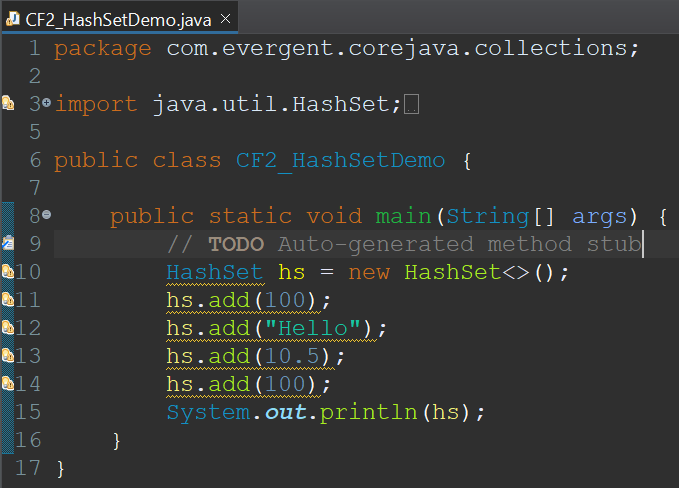 CF2_HashSetDemo.java ×
1 package com.evergent.corejava.collections;
2
3 import java.util.HashSet;
5
6 public class CF2_HashSetDemo {
7
8 public static void main(String[] args) {
9 // TODO Auto-generated method stub
10 HashSet hs = new HashSet<>();
11 hs.add(100);
12 hs.add("Hello");
13 hs.add(10.5);
14 hs.add(100);
15 System.out.println(hs);
16 }
17 }